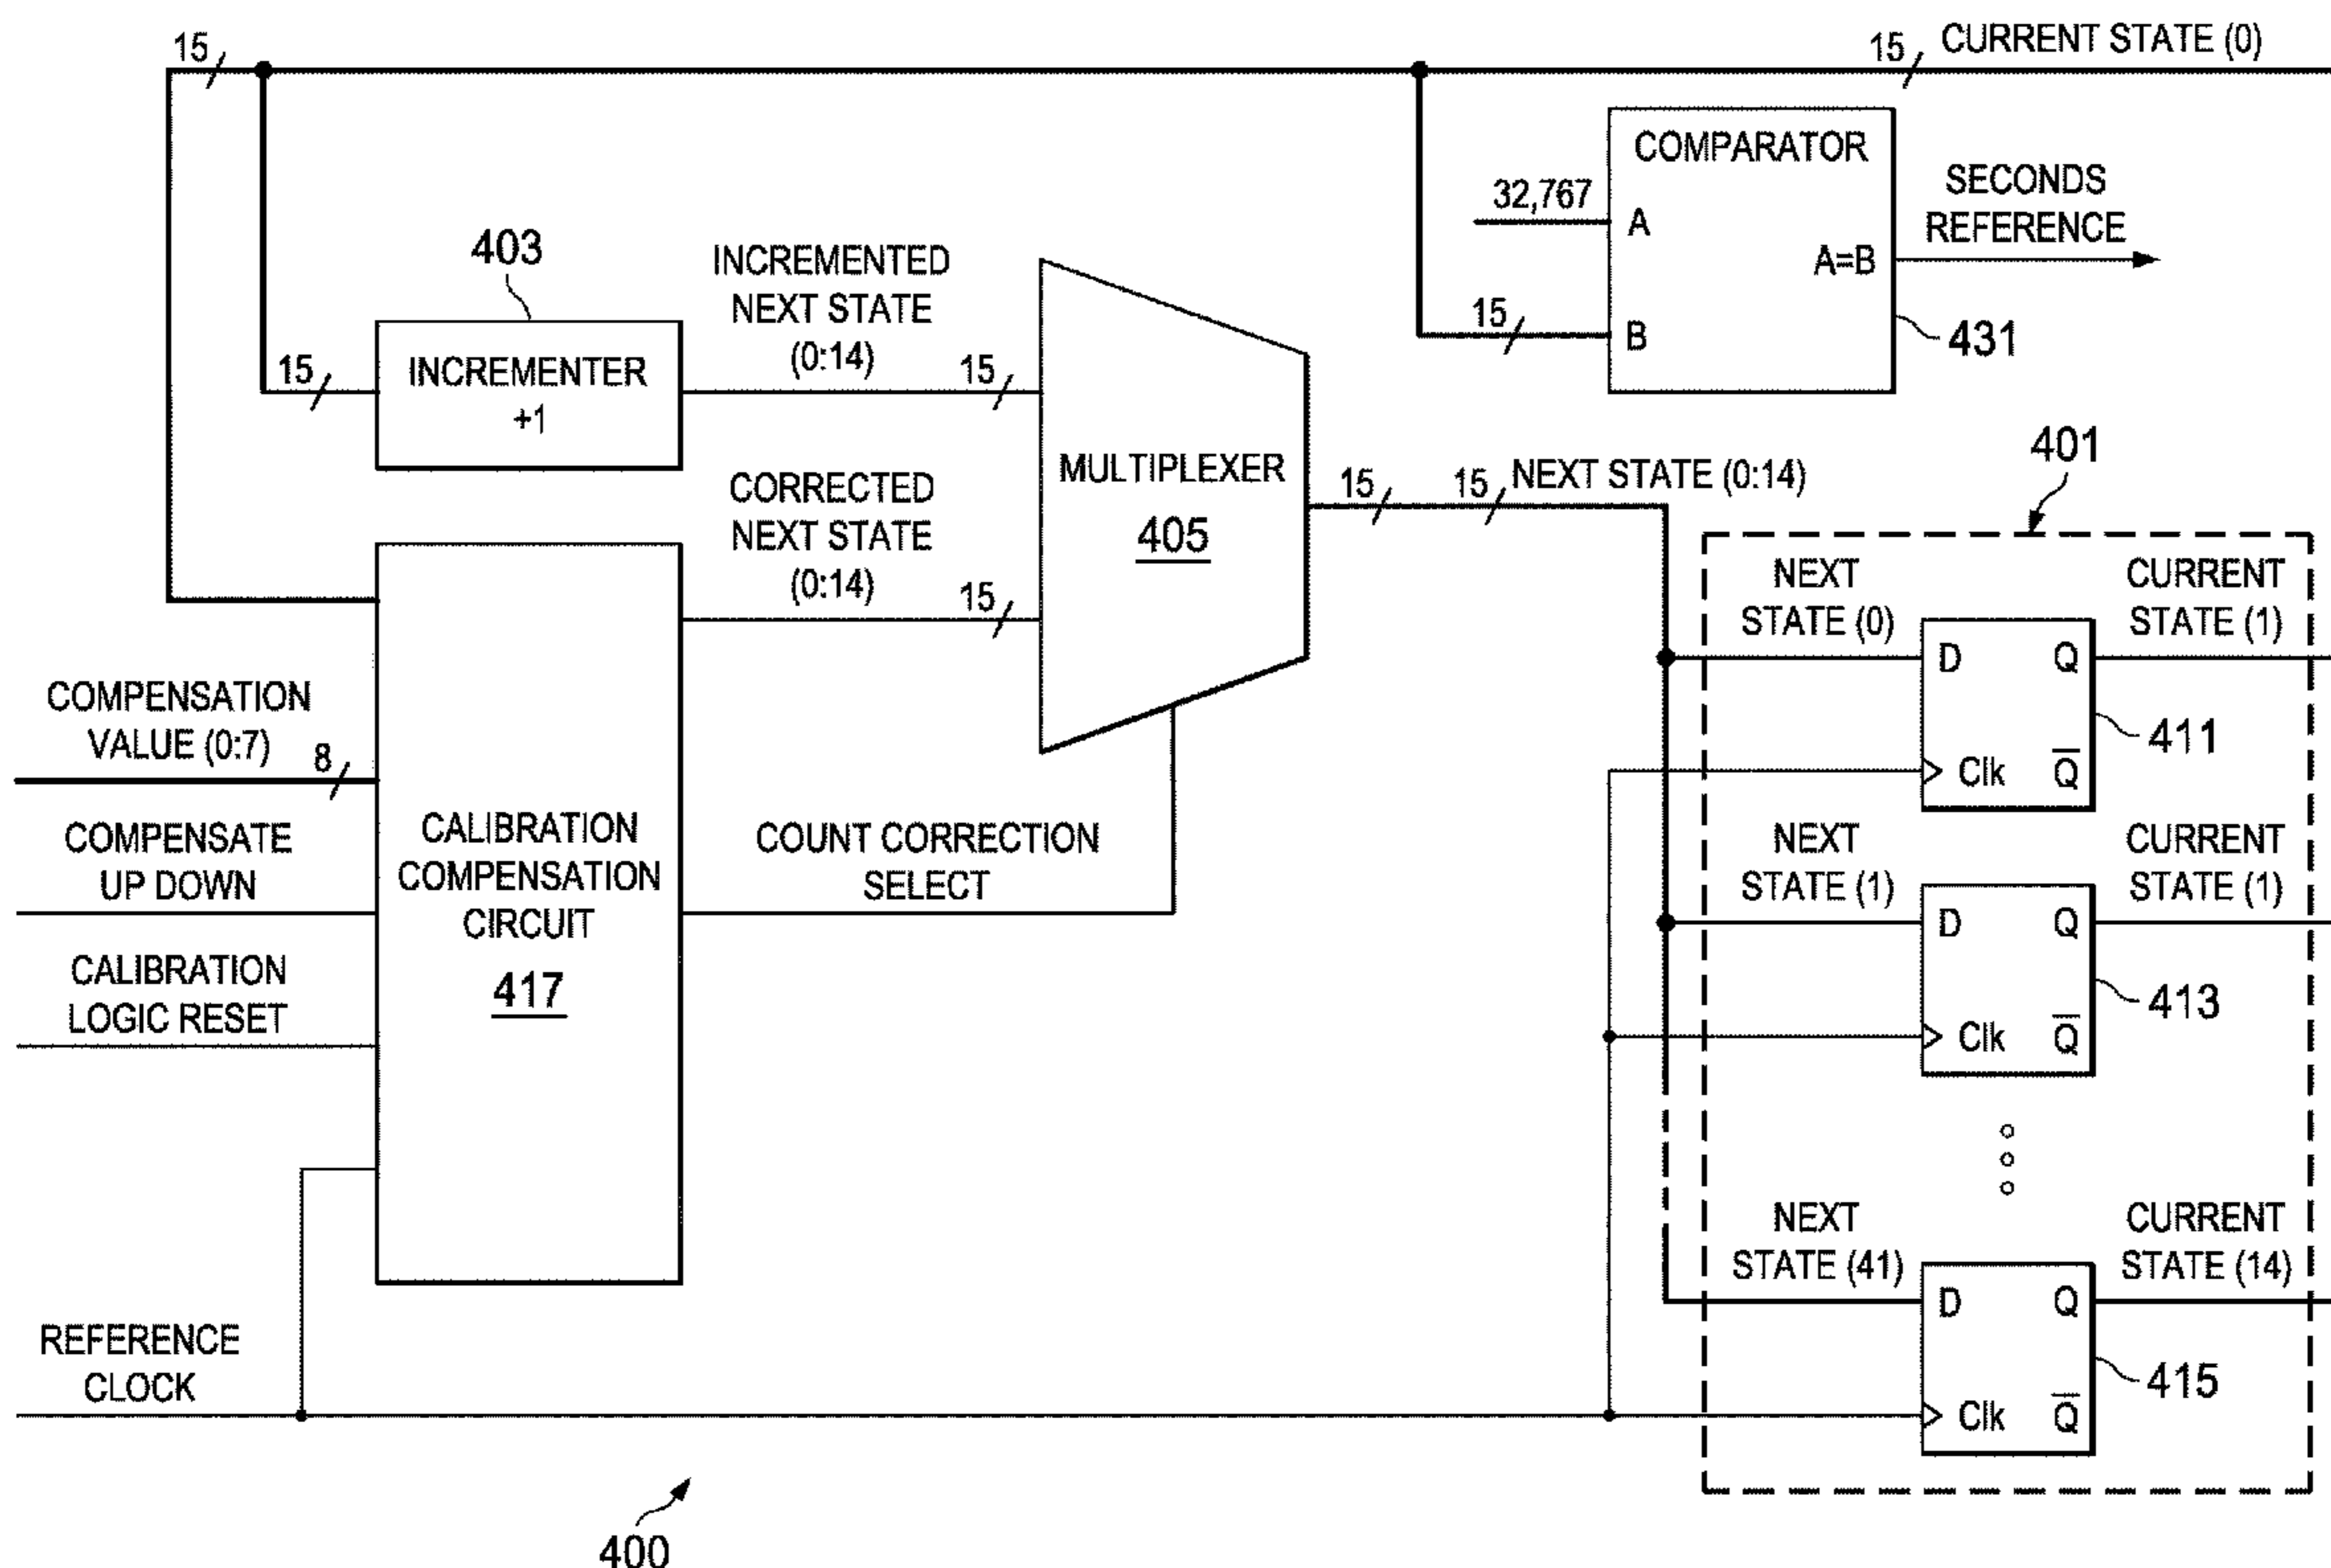 15
15
CURRENT STATE (0)
COMPARATOR
32,767
A
SECONDS
REFERENCE
A=B
15
B
431
403
INCREMENTED
NEXT STATE
(0:14)
15
INCREMENTER
+1
15
CORRECTED
NEXT STATE
(0:14)
15
MULTIPLEXER
405
15
15
NEXT STATE (0:14)
401
COMPENSATION
VALUE (0:7)
8
COMPENSATE
UP DOWN
CALIBRATION
LOGIC RESET
REFERENCE
CLOCK
CALIBRATION
COMPENSATION
CIRCUIT
417
COUNT CORRECTION
SELECT
NEXT
STATE (0)
CURRENT
STATE (1)
D
Q
Clk
Q̅
411
NEXT
STATE (1)
CURRENT
STATE (1)
D
Q
Clk
Q̅
413
NEXT
STATE (41)
CURRENT
STATE (14)
D
Q
Clk
Q̅
415
400